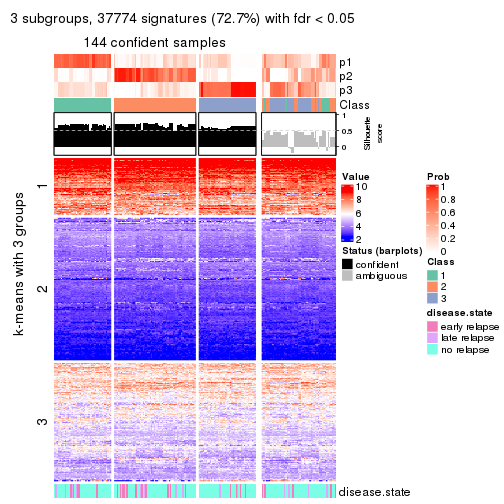 3 subgroups, 37774 signatures (72.7%) with fdr < 0.05
144 confident samples
p1
p2
p3
Class
1
0.5
0
Silhouette
score
k-means with 3 groups
1
2
3
disease.state
Value
10
8
6
4
2
Status (barplots)
confident
ambiguous
Prob
1
0.8
0.6
0.4
0.2
0
Class
1
2
3
disease.state
early relapse
late relapse
no relapse